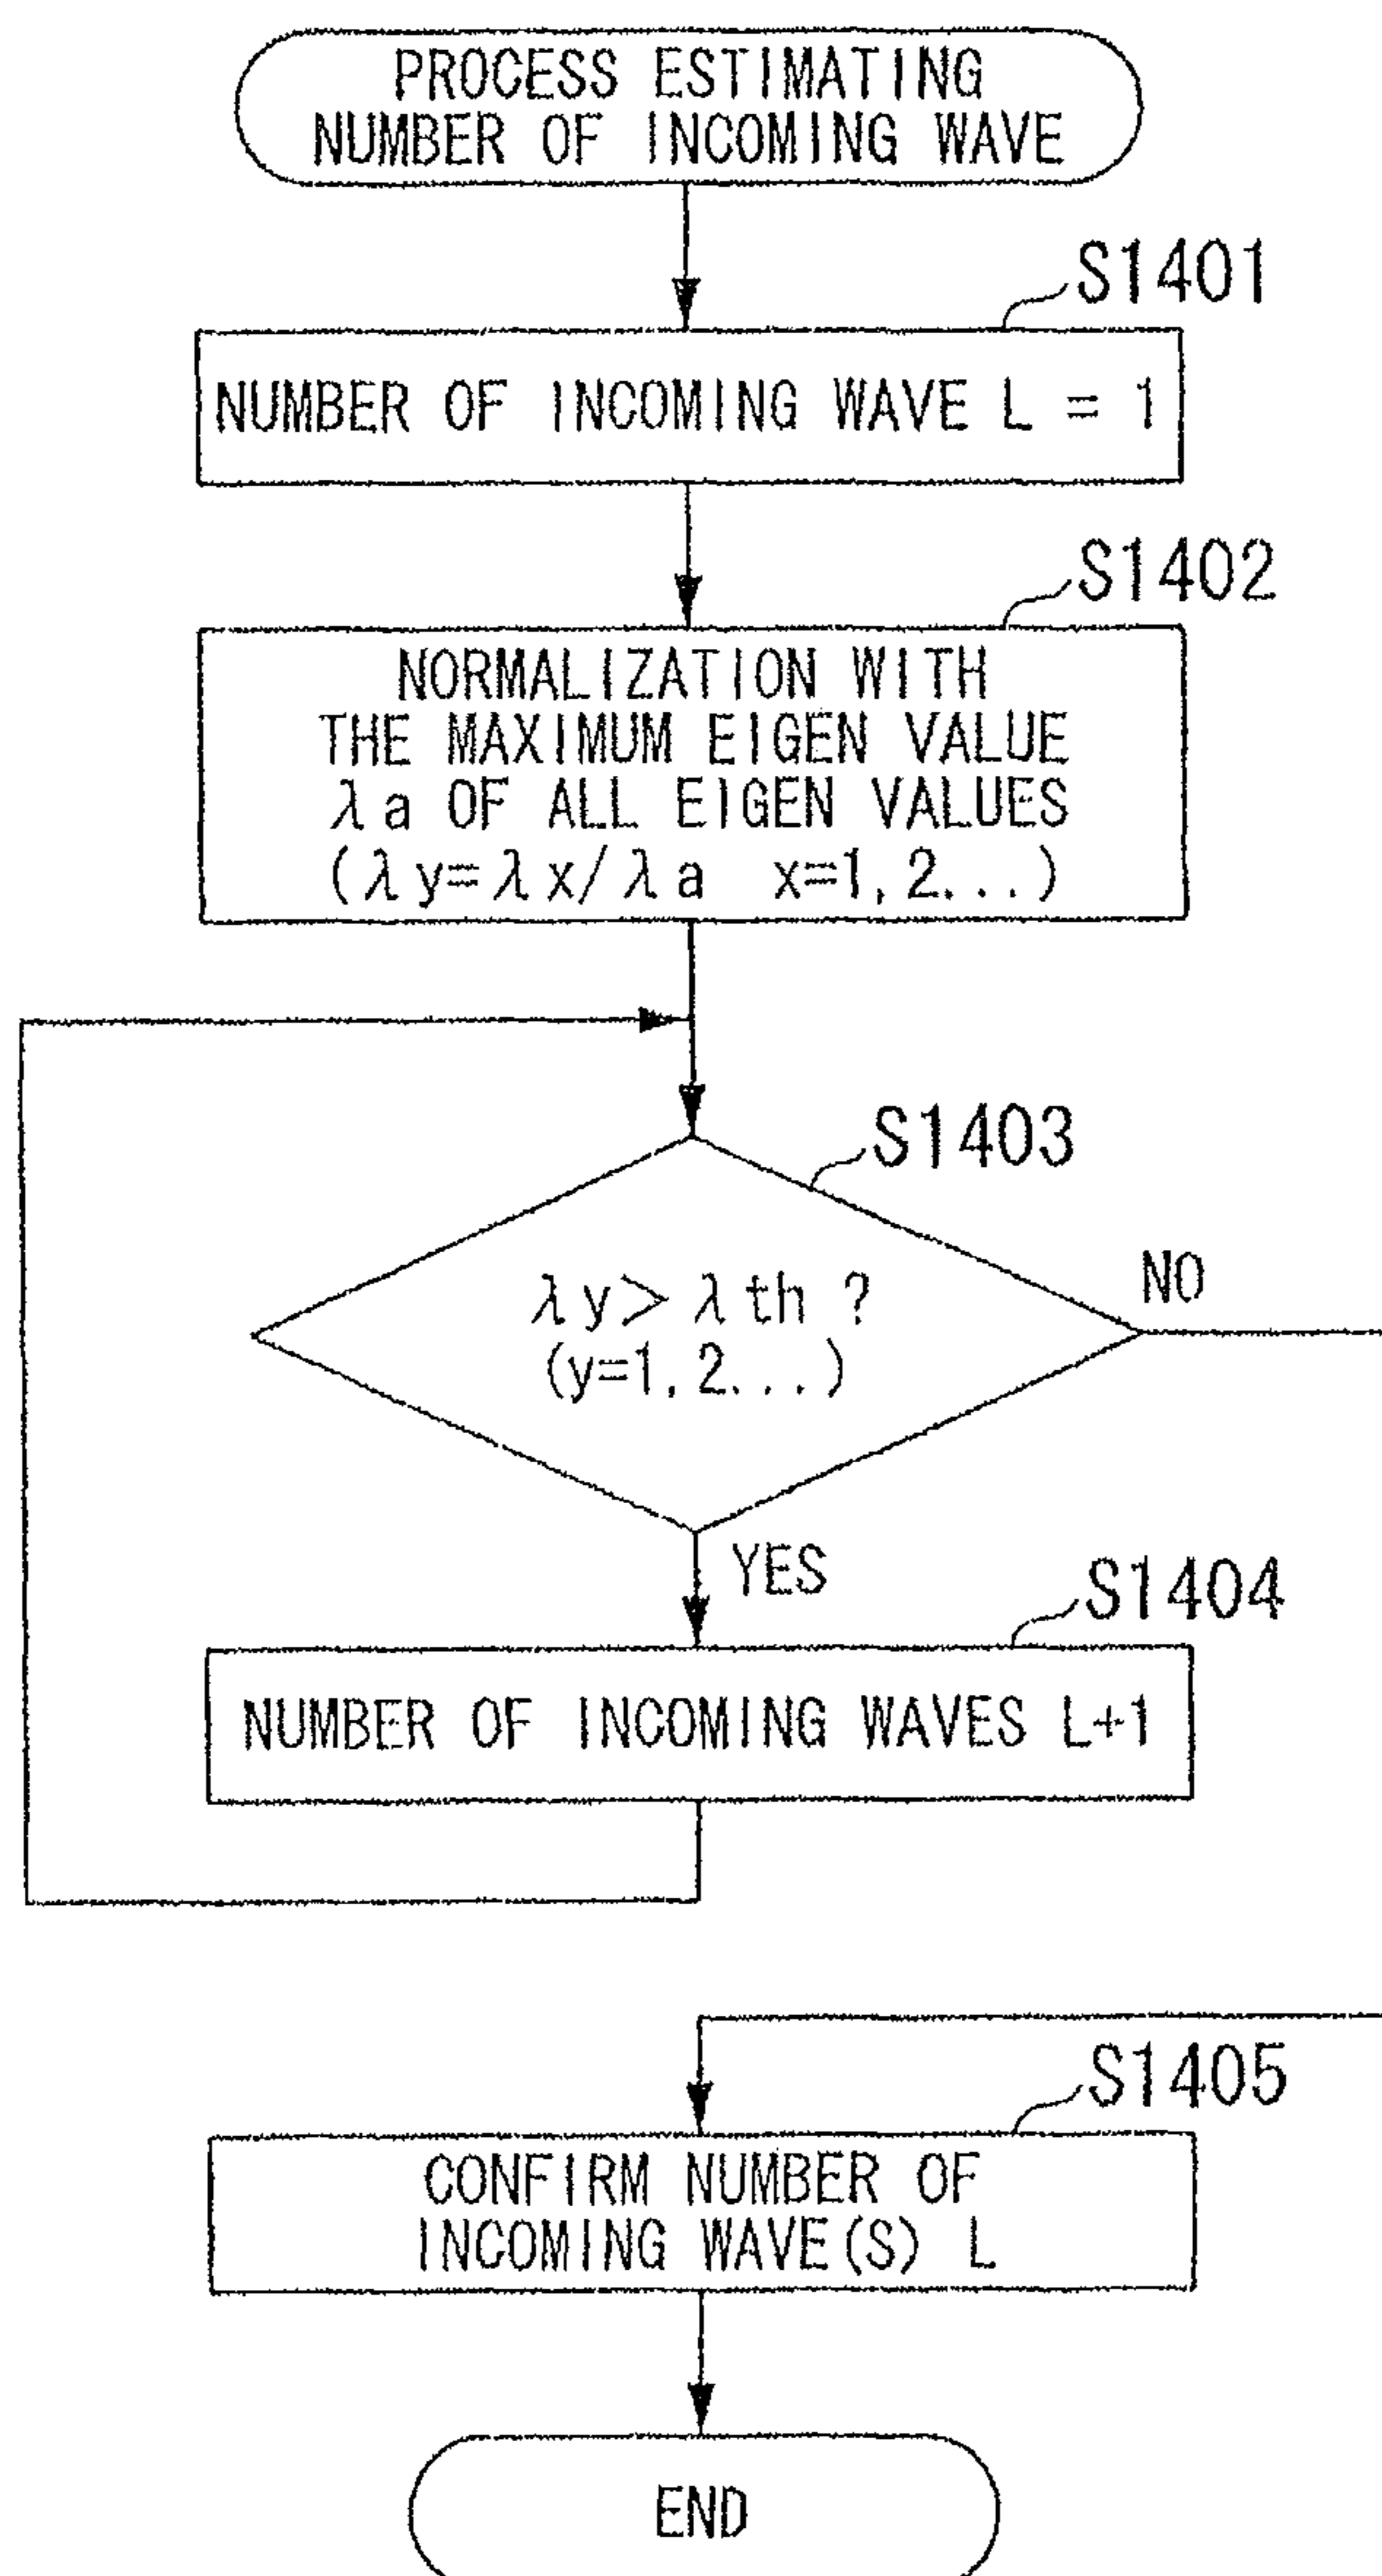 PROCESS ESTIMATING
NUMBER OF INCOMING WAVE
S1401
NUMBER OF INCOMING WAVE L = 1
S1402
NORMALIZATION WITH
THE MAXIMUM EIGEN VALUE
λa OF ALL EIGEN VALUES
(λy=λx/λa x=1,2...)
S1403
λy>λth ?
(y=1,2...)
NO
YES
S1404
NUMBER OF INCOMING WAVES L+1
S1405
CONFIRM NUMBER OF
INCOMING WAVE(S) L
END